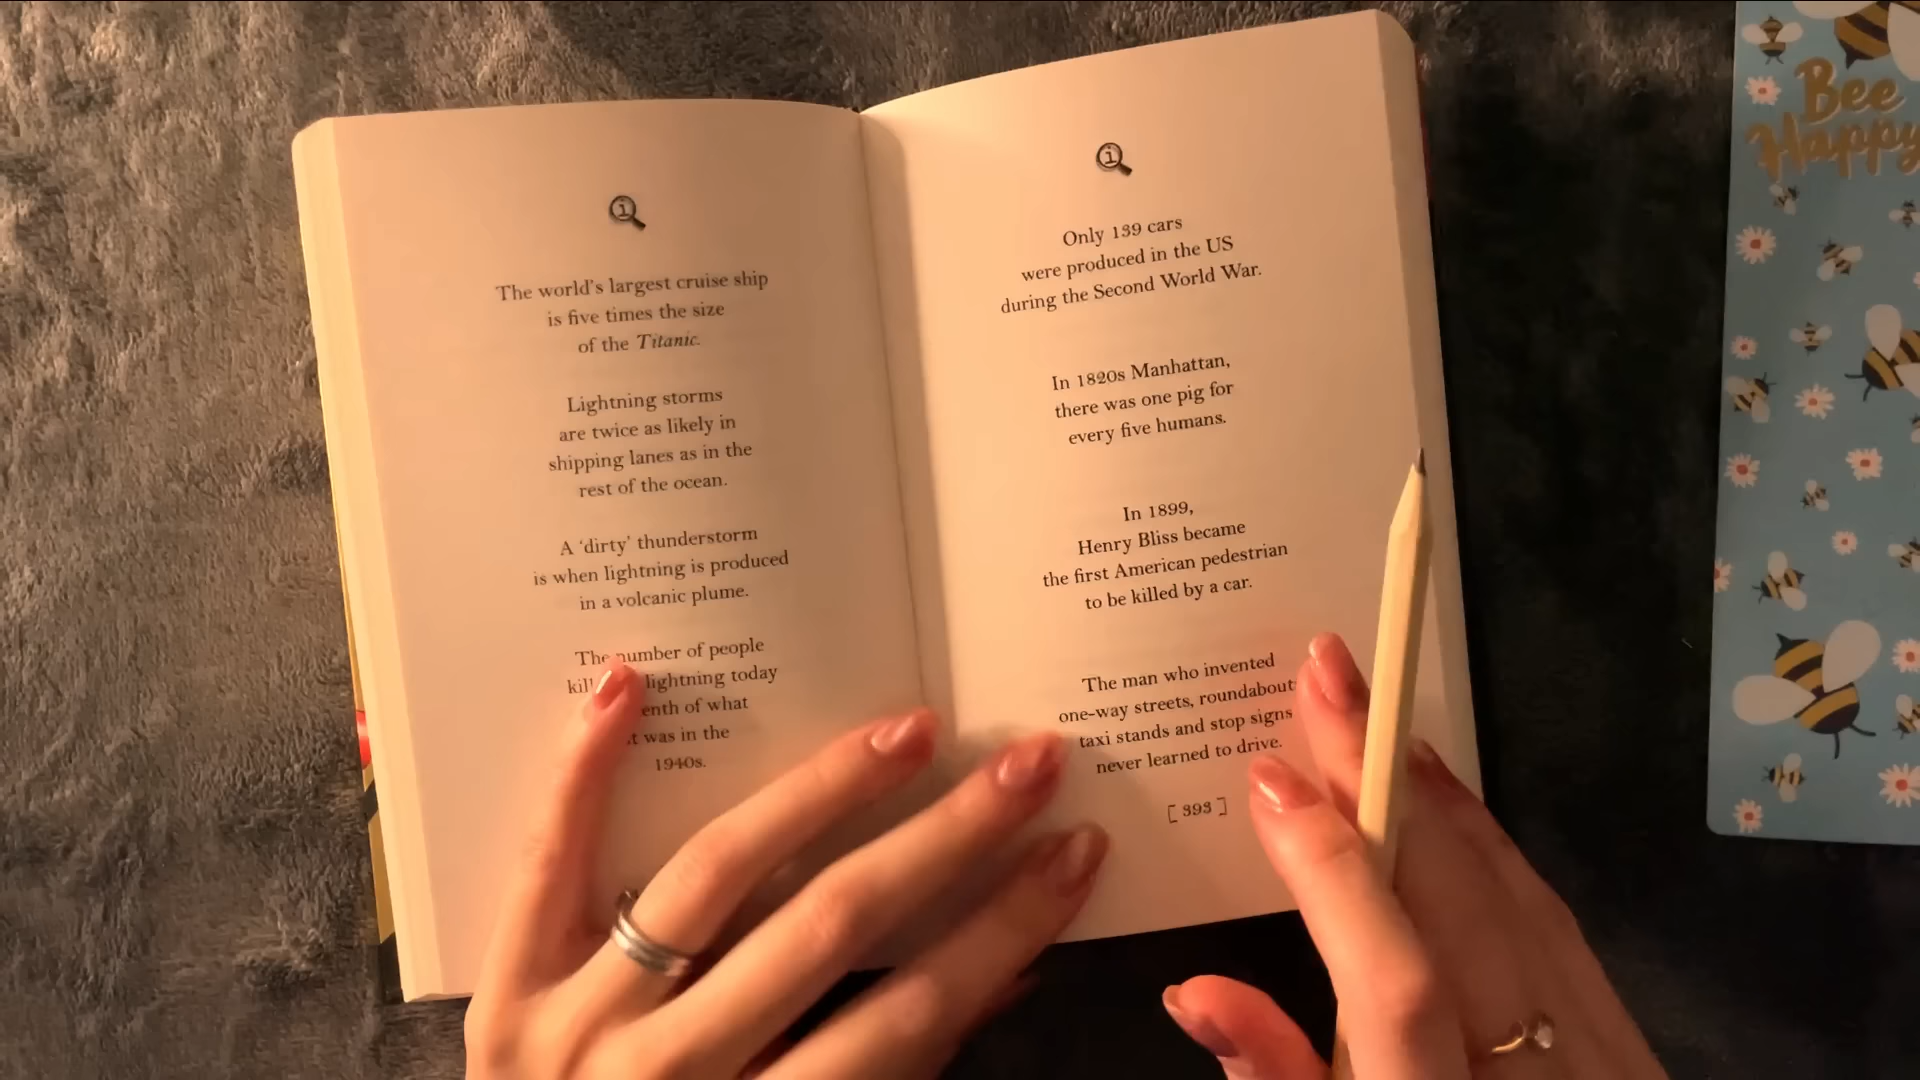 The world's largest cruise ship
is five times the size
of the Titanic.
Lightning storms
are twice as likely in
shipping lanes as in the
rest of the ocean.
A ‘dirty’ thunderstorm
is when lightning is produced
in a volcanic plume.
The number of people
lightning today
of what
was in the
1940s.
Only 139 cars
were produced in the US
during the Second World War.
In 1820s Manhattan,
there was one pig for
every five humans.
In 1899,
Henry Bliss became
the first American pedestrian
to be killed by a car.
The man who invented
one-way streets, roundabout
taxi stands and stop signs
never learned to drive.
[ 393 ]
Bee
Happy